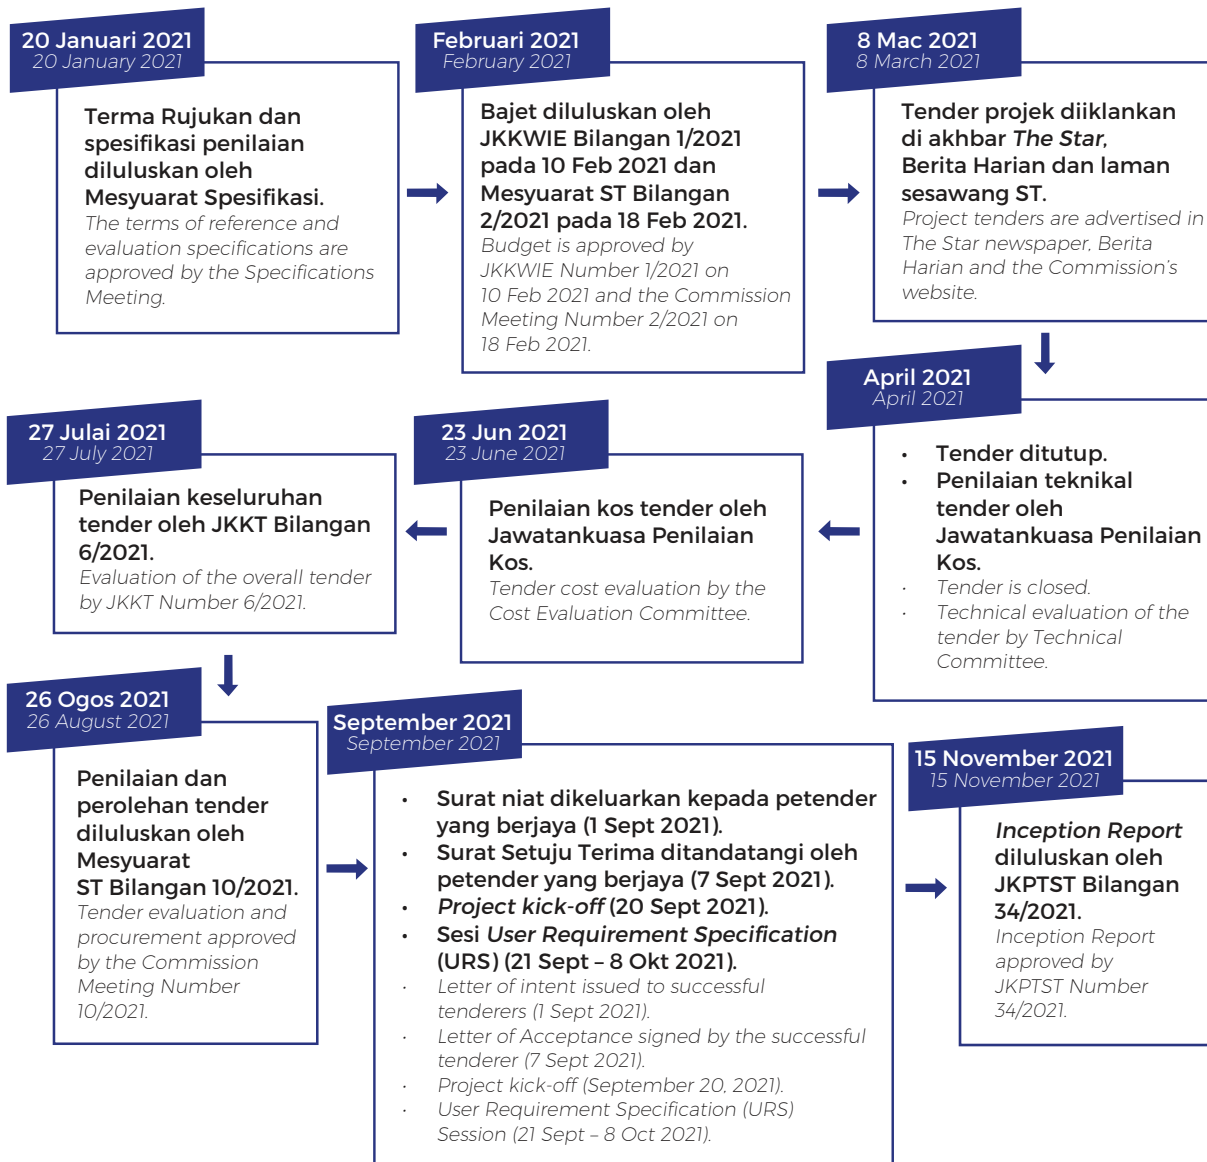 20 Januari 2021
20 January 2021
Terma Rujukan dan
spesifikasi penilaian
diluluskan oleh
Mesyuarat Spesifikasi.
The terms of reference and
evaluation specifications are
approved by the Specifications
Meeting.
Februari 2021
February 2021
Bajet diluluskan oleh
JKKWIE Bilangan 1/2021
pada 10 Feb 2021 dan
Mesyuarat ST Bilangan
2/2021 pada 18 Feb 2021.
Budget is approved by
JKKWIE Number 1/2021 on
10 Feb 2021 and the Commission
Meeting Number 2/2021 on
18 Feb 2021.
8 Mac 2021
8 March 2021
Tender projek diiklankan
di akhbar The Star,
Berita Harian dan laman
sesawang ST.
Project tenders are advertised in
The Star newspaper, Berita
Harian and the Commission's
website.
April 2021
April 2021
• Tender ditutup.
• Penilaian teknikal
tender oleh
Jawatankuasa Penilaian
Kos.
• Tender is closed.
• Technical evaluation of the
tender by Technical
Committee.
23 Jun 2021
23 June 2021
Penilaian kos tender oleh
Jawatankuasa Penilaian
Kos.
Tender cost evaluation by the
Cost Evaluation Committee.
27 Julai 2021
27 July 2021
Penilaian keseluruhan
tender oleh JKKT Bilangan
6/2021.
Evaluation of the overall tender
by JKKT Number 6/2021.
26 Ogos 2021
26 August 2021
Penilaian dan
perolehan tender
diluluskan oleh
Mesyuarat
ST Bilangan 10/2021.
Tender evaluation and
procurement approved
by the Commission
Meeting Number
10/2021.
September 2021
September 2021
• Surat niat dikeluarkan kepada petender
yang berjaya (1 Sept 2021).
• Surat Setuju Terima ditandatangi oleh
petender yang berjaya (7 Sept 2021).
• Project kick-off (20 Sept 2021).
• Sesi User Requirement Specification
(URS) (21 Sept – 8 Okt 2021).
• Letter of intent issued to successful
tenderers (1 Sept 2021).
• Letter of Acceptance signed by the successful
tenderer (7 Sept 2021).
• Project kick-off (September 20, 2021).
• User Requirement Specification (URS)
Session (21 Sept – 8 Oct 2021).
15 November 2021
15 November 2021
Inception Report
diluluskan oleh
JKPTST Bilangan
34/2021.
Inception Report
approved by
JKPTST Number
34/2021.